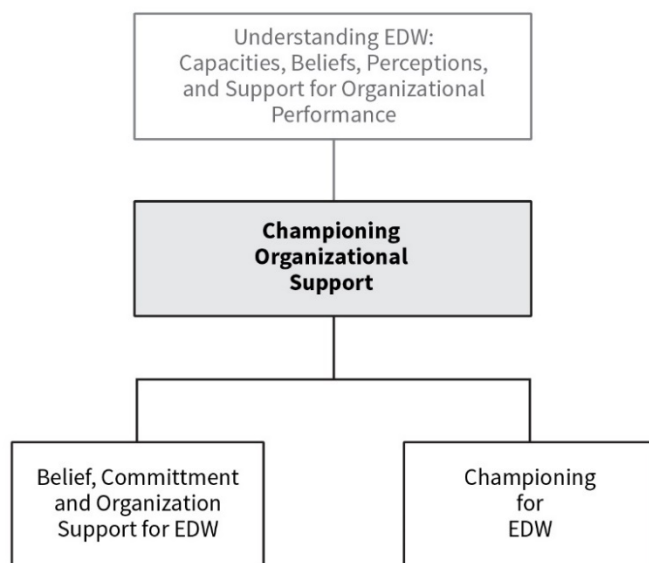 Understanding EDW:
Capacities, Beliefs, Perceptions,
and Support for Organizational
Performance
Championing
Organizational
Support
Belief, Committment
and Organization
Support for EDW
Championing
for
EDW